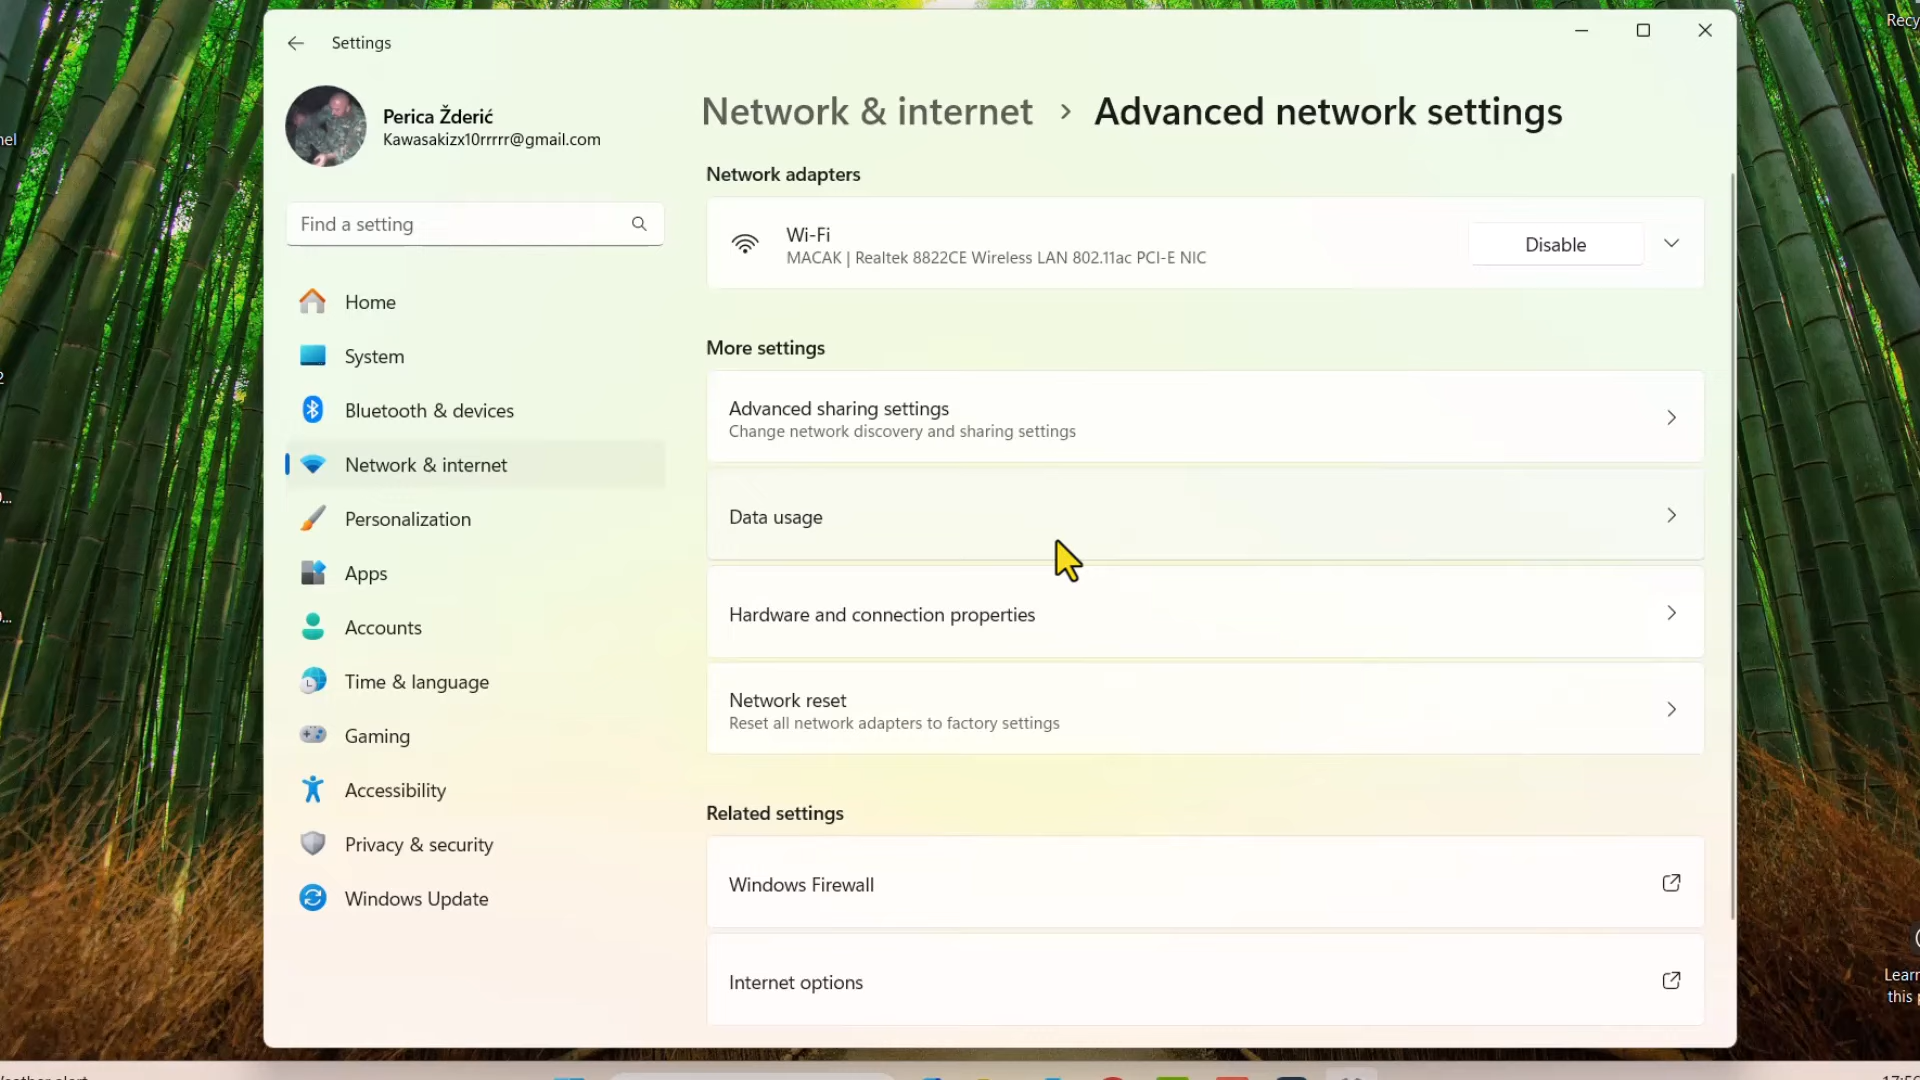 Settings
Perica Žderić
Kawasakizx10rrrrr@gmail.com
Find a setting
Home
System
Bluetooth & devices
Network & internet
Personalization
Apps
Accounts
Time & language
Gaming
Accessibility
Privacy & security
Windows Update
Network & internet > Advanced network settings
Network adapters
Wi-Fi
MACAK | Realtek 8822CE Wireless LAN 802.11ac PCI-E NIC
Disable
More settings
Advanced sharing settings
Change network discovery and sharing settings
Data usage
Hardware and connection properties
Network reset
Reset all network adapters to factory settings
Related settings
Windows Firewall
Internet options
Recy
Learn
this